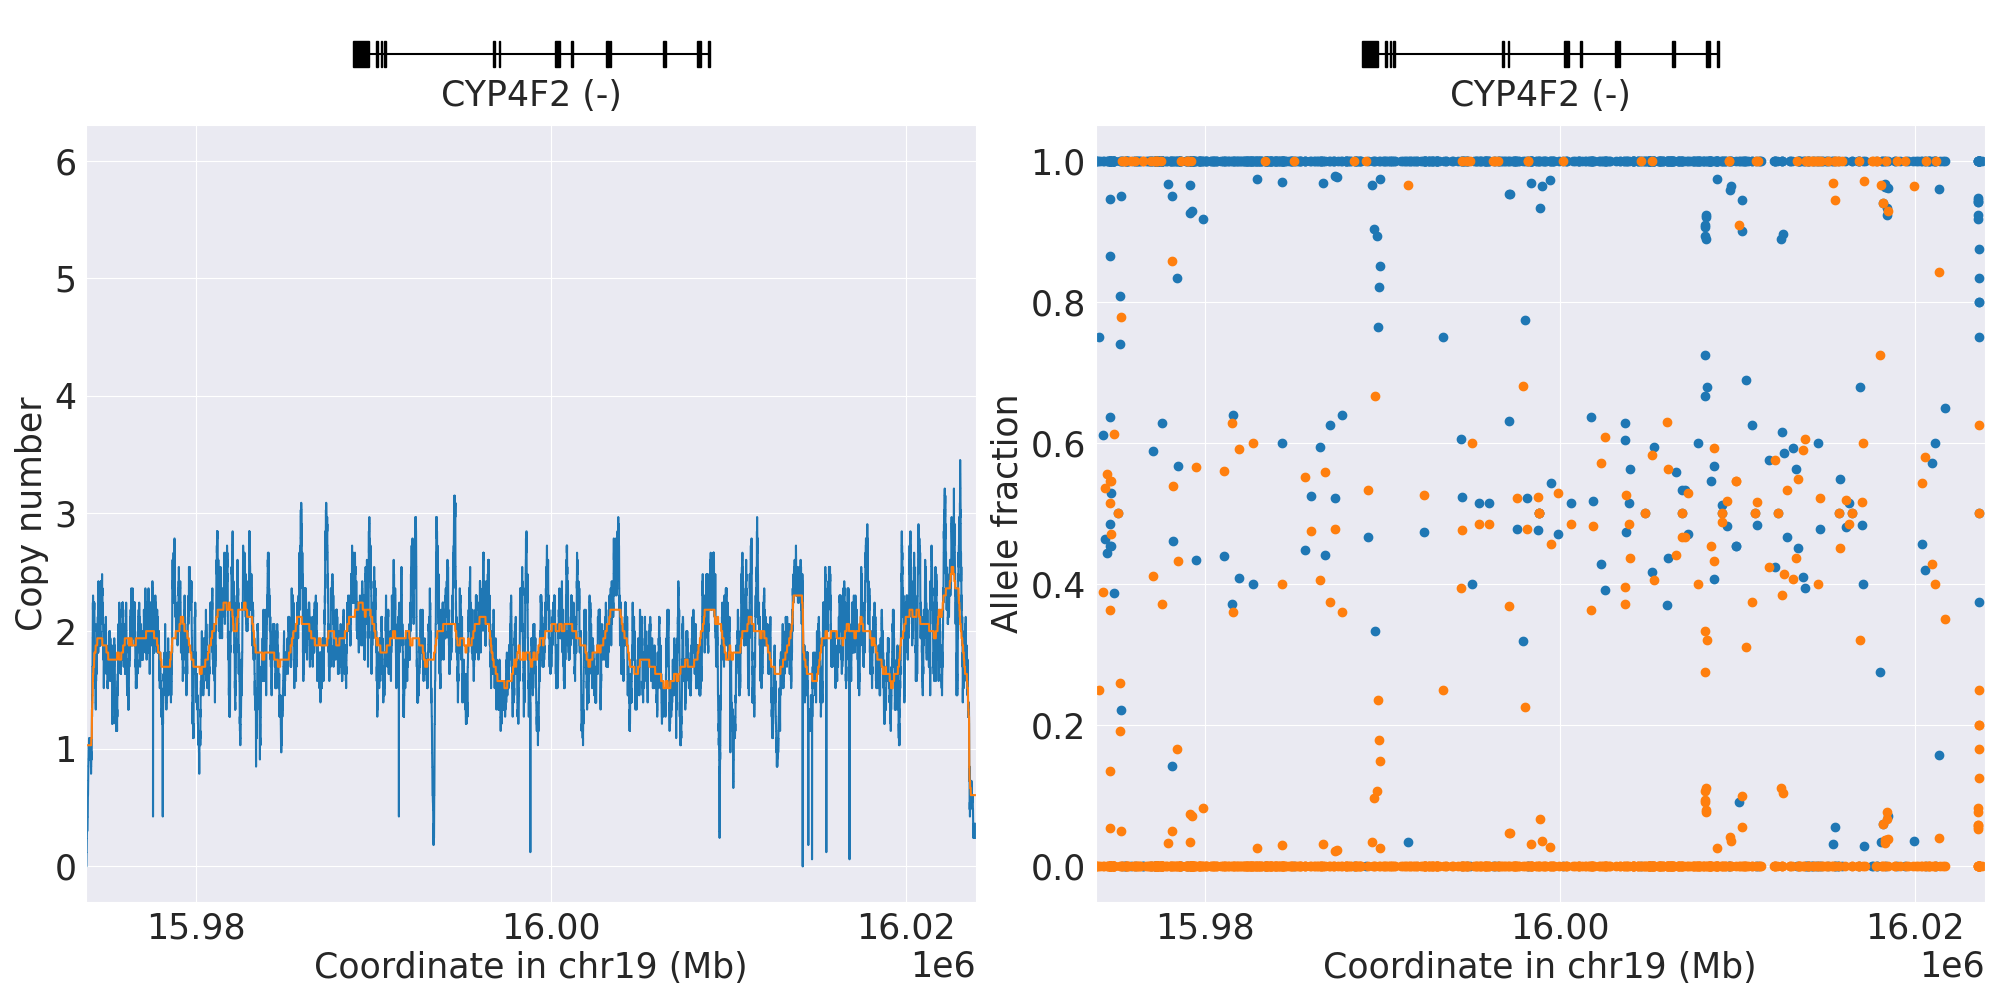 CYP4F2 (-)
CYP4F2 (-)
Copy number
6
5
4
3
2
1
0
15.98
16.00
16.02
Coordinate in chr19 (Mb)
1e6
Allele fraction
1.0
0.8
0.6
0.4
0.2
0.0
15.98
16.00
16.02
Coordinate in chr19 (Mb)
1e6